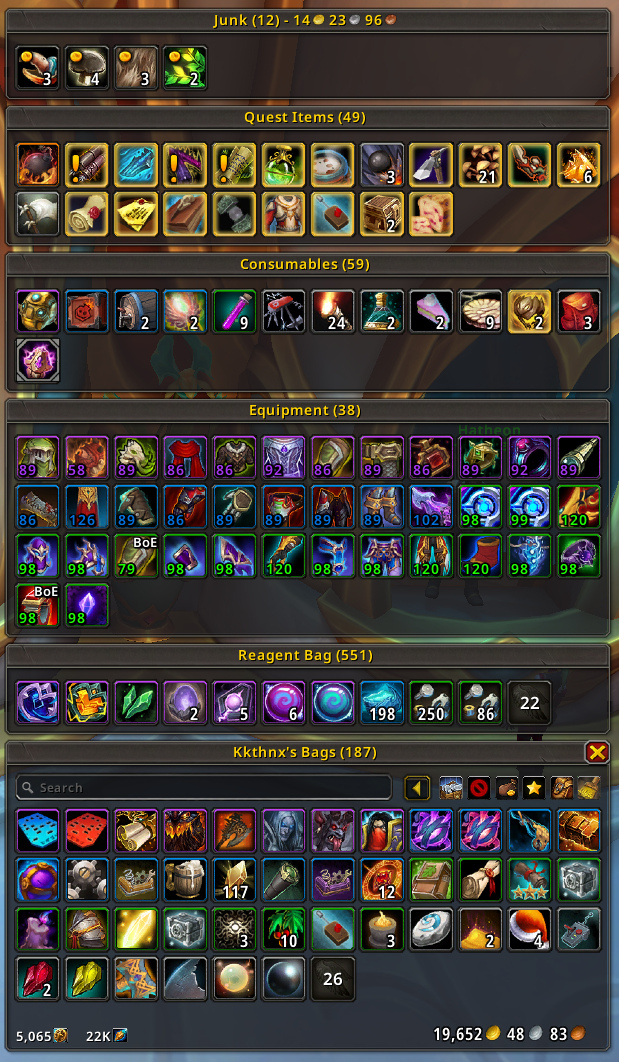 Junk (12) - 14 23 96
3 4 3 2
Quest Items (49)
3 21 6
2
Consumables (59)
2 2 9 24 2 2 9 2 3
Hatheon
Equipment (38)
89 58 89 86 86 92 86 89 86 89 92 89
86 126 89 86 89 89 89 89 102 98 99 120
BoE
98 98 79 98 98 120 98 98 120 120 98 98
BoE
98 98
Reagent Bag (551)
2 5 6 198 250 86 22
Kkthnx's Bags (187)
Search
117 12
3 10 3 2 4
2 26
5,065 22K 19,652 48 83